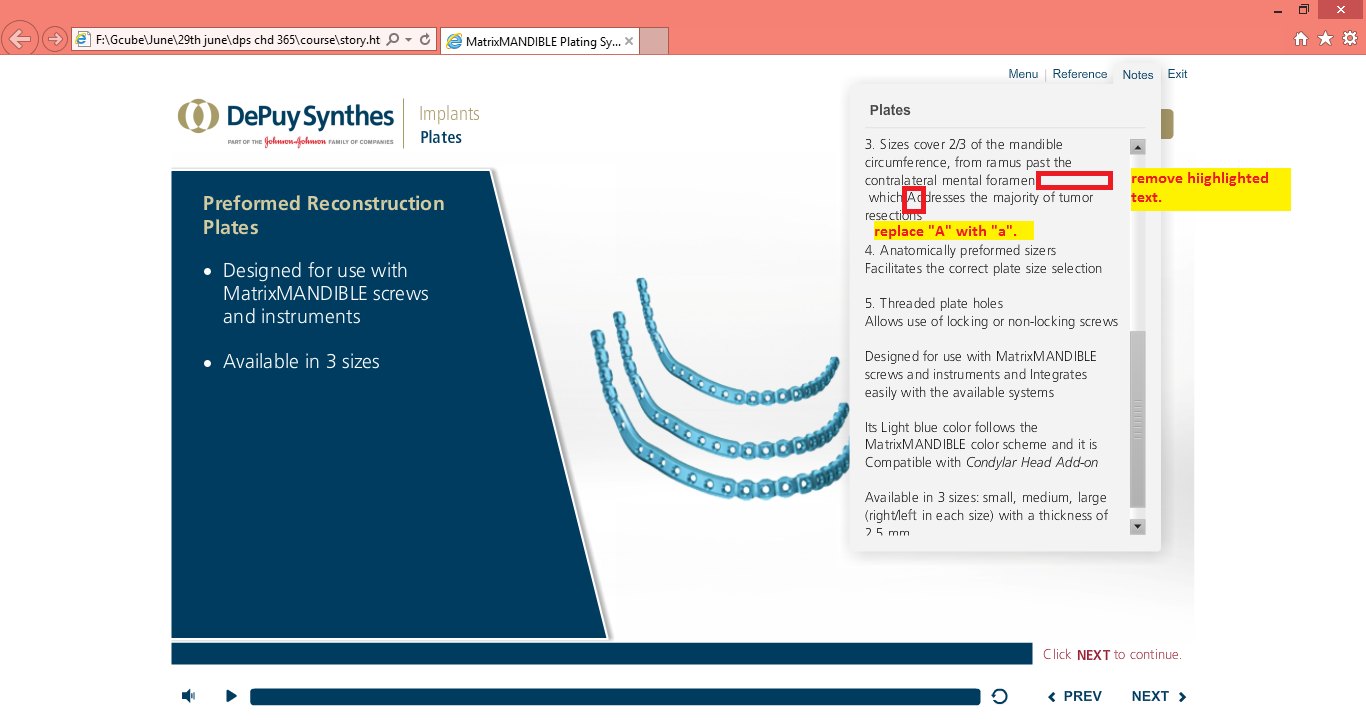 F:\Gcube\June\29th june\dps chd 365\course\story.ht
MatrixMANDIBLE Plating Sy...
Menu
Reference
Notes
Exit
DePuy Synthes
PART OF THE Johnson & Johnson FAMILY OF COMPANIES
Implants
Plates
Preformed Reconstruction
Plates
• Designed for use with
MatrixMANDIBLE screws
and instruments
• Available in 3 sizes
Plates
3. Sizes cover 2/3 of the mandible
circumference, from ramus past the
contralateral mental foramen
which Addresses the majority of tumor
resections
remove hiighlighted
text.
replace "A" with "a".
4. Anatomically preformed sizers
Facilitates the correct plate size selection
5. Threaded plate holes
Allows use of locking or non-locking screws
Designed for use with MatrixMANDIBLE
screws and instruments and Integrates
easily with the available systems
Its Light blue color follows the
MatrixMANDIBLE color scheme and it is
Compatible with Condylar Head Add-on
Available in 3 sizes: small, medium, large
(right/left in each size) with a thickness of
2.5 mm
Click NEXT to continue.
PREV
NEXT